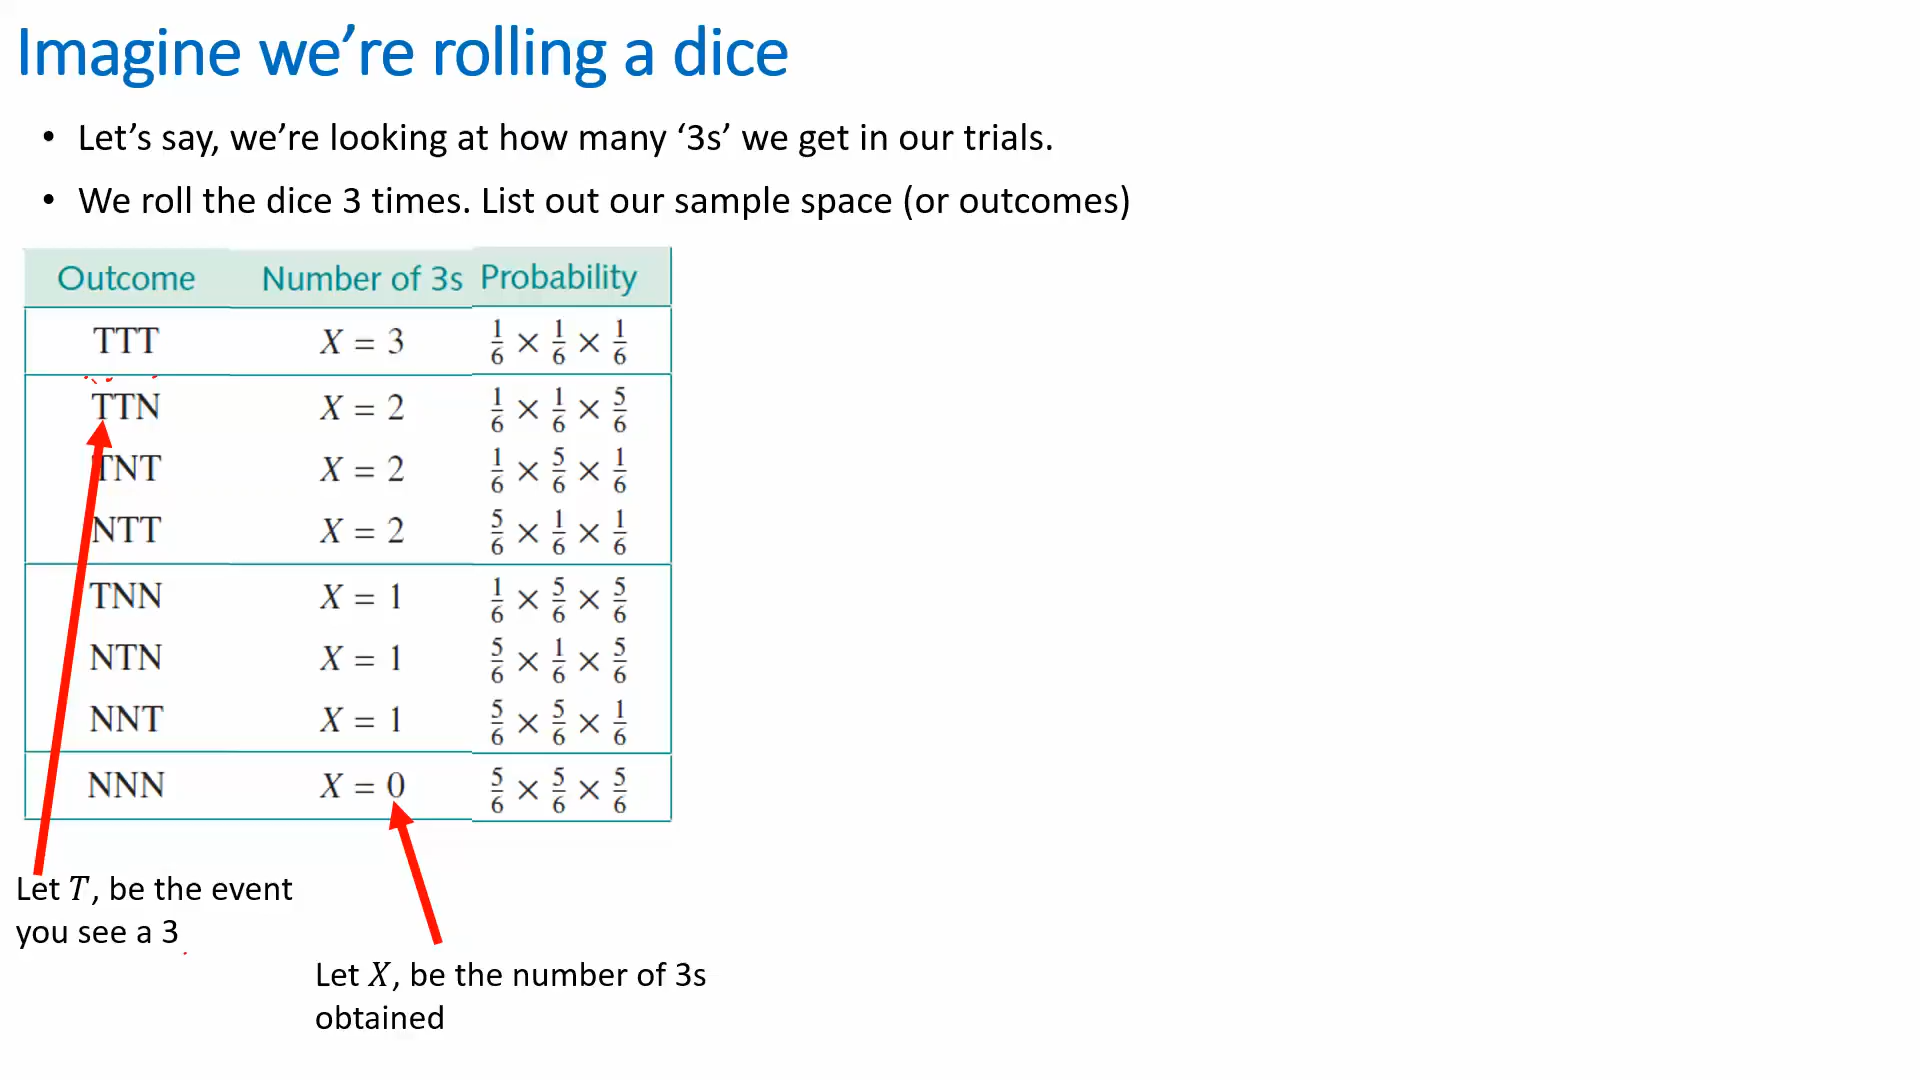 Imagine we’re rolling a dice
• Let’s say, we’re looking at how many ‘3s’ we get in our trials.
• We roll the dice 3 times. List out our sample space (or outcomes)
Outcome Number of 3s Probability
TTT X = 3 1/6 × 1/6 × 1/6
TTN X = 2 1/6 × 1/6 × 5/6
TNT X = 2 1/6 × 5/6 × 1/6
NTT X = 2 5/6 × 1/6 × 1/6
TNN X = 1 1/6 × 5/6 × 5/6
NTN X = 1 5/6 × 1/6 × 5/6
NNT X = 1 5/6 × 5/6 × 1/6
NNN X = 0 5/6 × 5/6 × 5/6
Let T, be the event
you see a 3
Let X, be the number of 3s
obtained